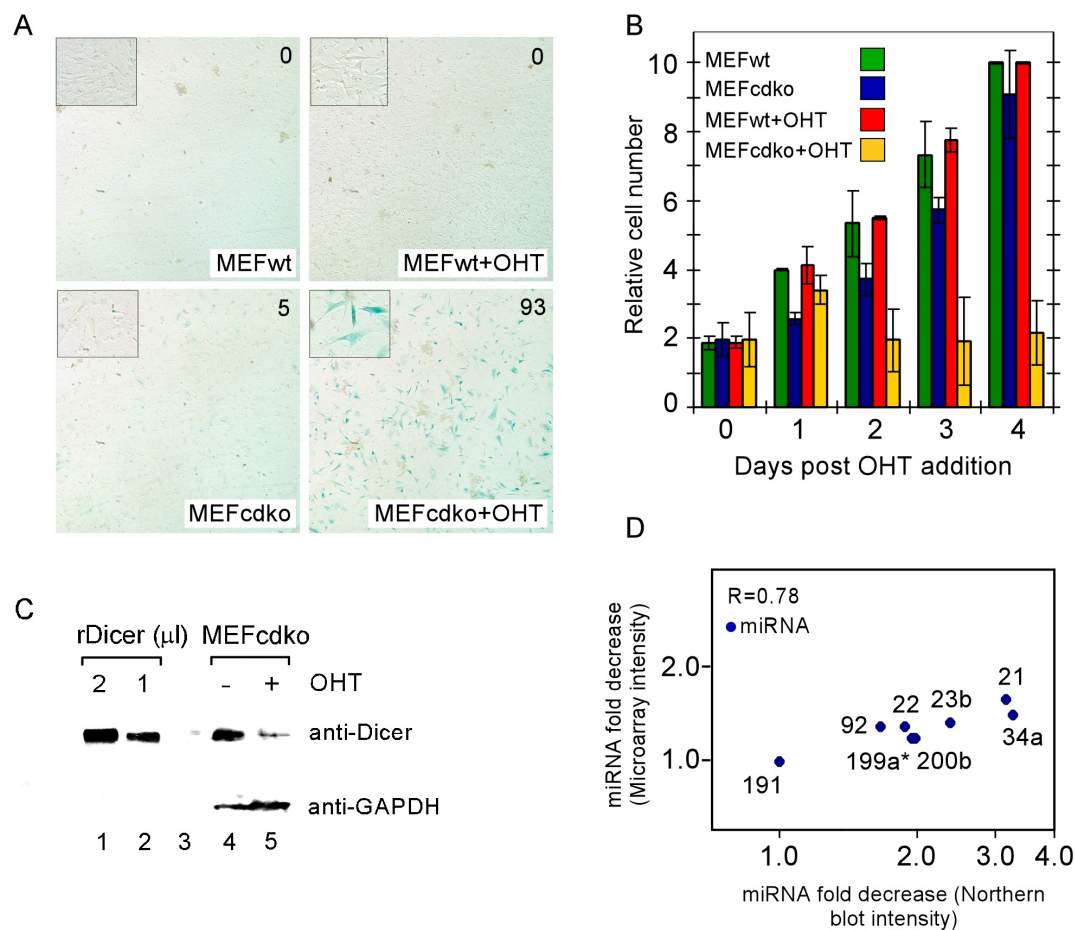 A
0
0
MEFwt
MEFwt+OHT
5
93
MEFcdko
MEFcdko+OHT
B
Relative cell number
10
8
6
4
2
0
MEFwt
MEFcdko
MEFwt+OHT
MEFcdko+OHT
0 1 2 3 4
Days post OHT addition
C
rDicer (μl) MEFcdko
2 1 - + OHT
anti-Dicer
anti-GAPDH
1 2 3 4 5
D
miRNA fold decrease
(Microarray intensity)
R=0.78
miRNA
2.0
1.0
21
22 23b
92
34a
199a* 200b
191
1.0 2.0 3.0 4.0
miRNA fold decrease (Northern
blot intensity)